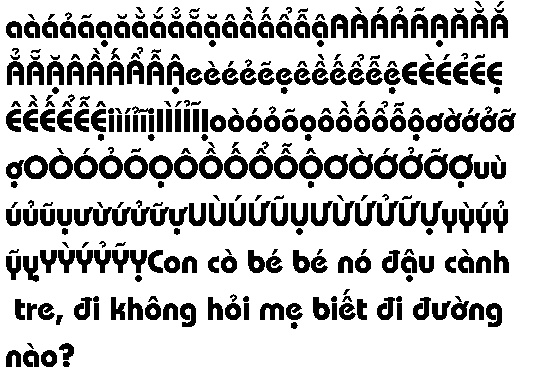 aàáảãạăằắẳẵặâầấẩẫậAÀÁẢÃẠĂẰẮ
ẲẴẶÂẦẤẨẪẬeèéẻẽẹêềếểễệEÈÉẺẼẸ
ÊỀẾỂỄỆiìíỉĩịIÌÍỈĨỊoòóỏõọôồốổỗộơờớởỡ
ợOÒÓỎÕỌÔỒỐỔỖỘƠỜỚỞỠỢuù
úủũụưừứửữựUÙÚỨŨỤƯỪỨỬỮỰyỳýỷ
ỹỵYỲÝỶỸỴCon cò bé bé nó đậu cành
tre, đi không hỏi mẹ biết đi đường
nào?